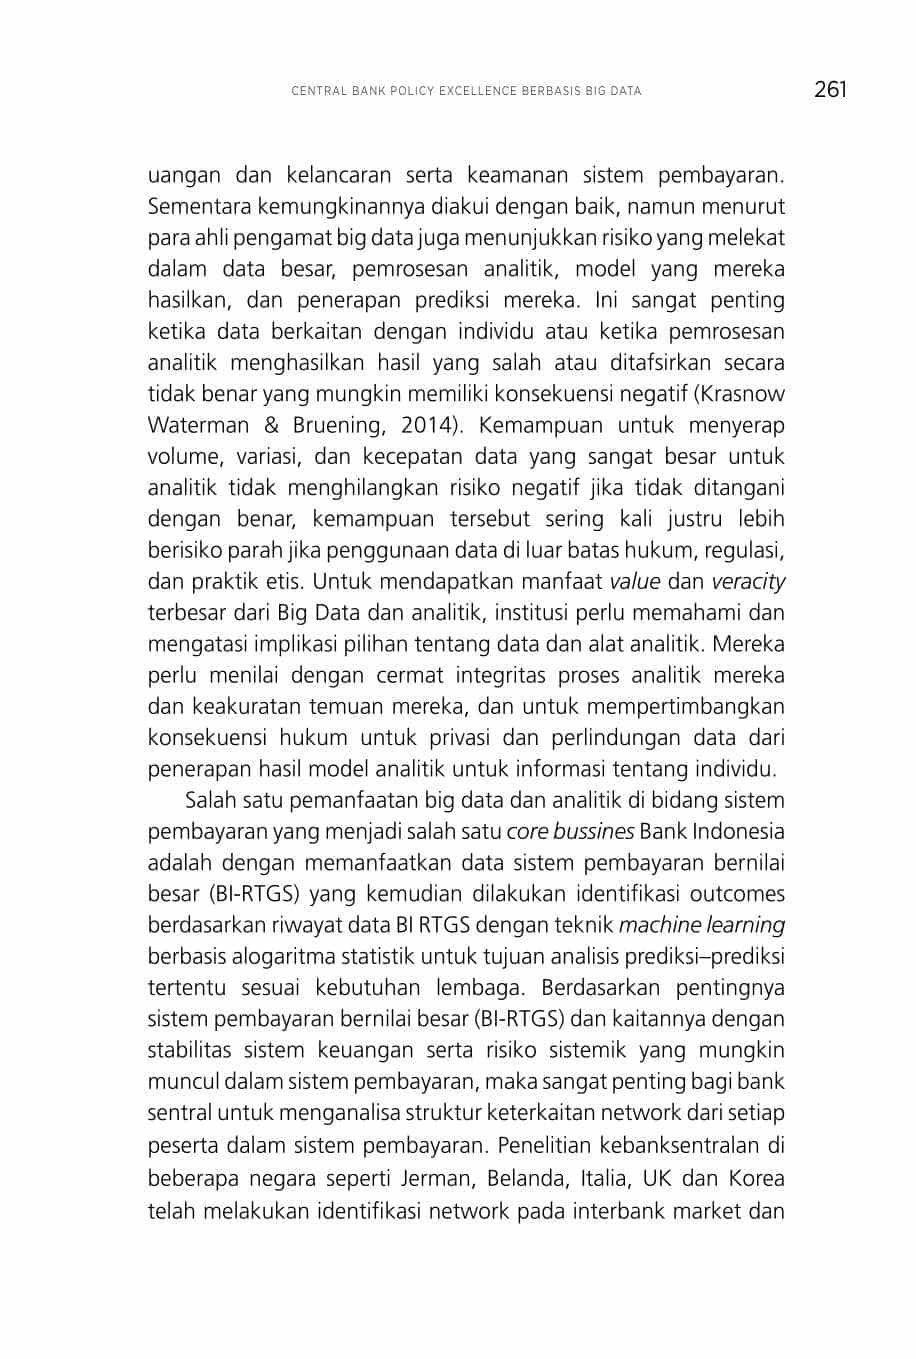 CENTRAL BANK POLICY EXCELLENCE BERBASIS BIG DATA 261
uangan dan kelancaran serta keamanan sistem pembayaran.
Sementara kemungkinannya diakui dengan baik, namun menurut
para ahli pengamat big data juga menunjukkan risiko yang melekat
dalam data besar, pemrosesan analitik, model yang mereka
hasilkan, dan penerapan prediksi mereka. Ini sangat penting
ketika data berkaitan dengan individu atau ketika pemrosesan
analitik menghasilkan hasil yang salah atau ditafsirkan secara
tidak benar yang mungkin memiliki konsekuensi negatif (Krasnow
Waterman & Bruening, 2014). Kemampuan untuk menyerap
volume, variasi, dan kecepatan data yang sangat besar untuk
analitik tidak menghilangkan risiko negatif jika tidak ditangani
dengan benar, kemampuan tersebut sering kali justru lebih
berisiko parah jika penggunaan data di luar batas hukum, regulasi,
dan praktik etis. Untuk mendapatkan manfaat value dan veracity
terbesar dari Big Data dan analitik, institusi perlu memahami dan
mengatasi implikasi pilihan tentang data dan alat analitik. Mereka
perlu menilai dengan cermat integritas proses analitik mereka
dan keakuratan temuan mereka, dan untuk mempertimbangkan
konsekuensi hukum untuk privasi dan perlindungan data dari
penerapan hasil model analitik untuk informasi tentang individu.
Salah satu pemanfaatan big data dan analitik di bidang sistem
pembayaran yang menjadi salah satu core bussines Bank Indonesia
adalah dengan memanfaatkan data sistem pembayaran bernilai
besar (BI-RTGS) yang kemudian dilakukan identifikasi outcomes
berdasarkan riwayat data BI RTGS dengan teknik machine learning
berbasis alogaritma statistik untuk tujuan analisis prediksi–prediksi
tertentu sesuai kebutuhan lembaga. Berdasarkan pentingnya
sistem pembayaran bernilai besar (BI-RTGS) dan kaitannya dengan
stabilitas sistem keuangan serta risiko sistemik yang mungkin
muncul dalam sistem pembayaran, maka sangat penting bagi bank
sentral untuk menganalisa struktur keterkaitan network dari setiap
peserta dalam sistem pembayaran. Penelitian kebanksentralan di
beberapa negara seperti Jerman, Belanda, Italia, UK dan Korea
telah melakukan identifikasi network pada interbank market dan